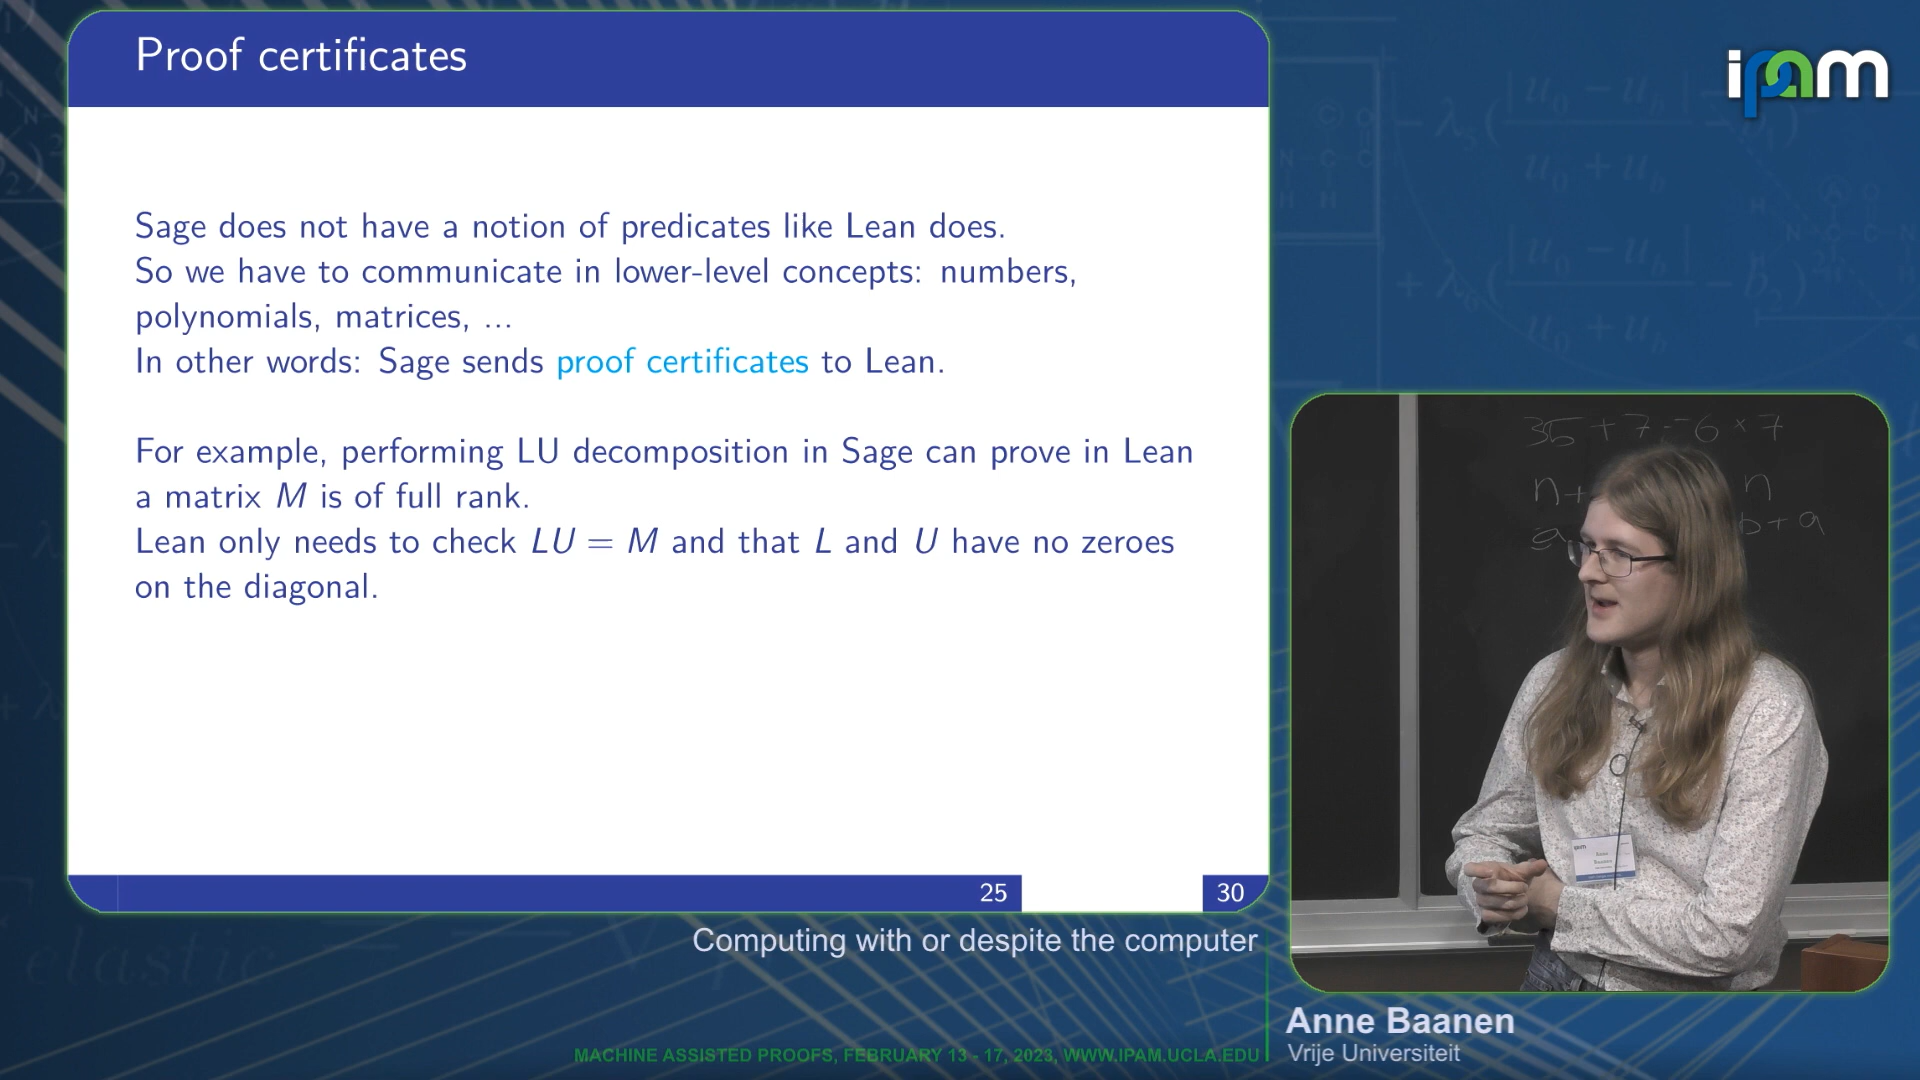 Proof certificates
ipam
Sage does not have a notion of predicates like Lean does.
So we have to communicate in lower-level concepts: numbers,
polynomials, matrices, ...
In other words: Sage sends proof certificates to Lean.
For example, performing LU decomposition in Sage can prove in Lean
a matrix M is of full rank.
Lean only needs to check LU = M and that L and U have no zeroes
on the diagonal.
25
30
35 + 7 = 6 × 7
n+
n
a
b+a
Computing with or despite the computer
Anne Baanen
Vrije Universiteit
MACHINE ASSISTED PROOFS, FEBRUARY 13 - 17, 2023, WWW.IPAM.UCLA.EDU